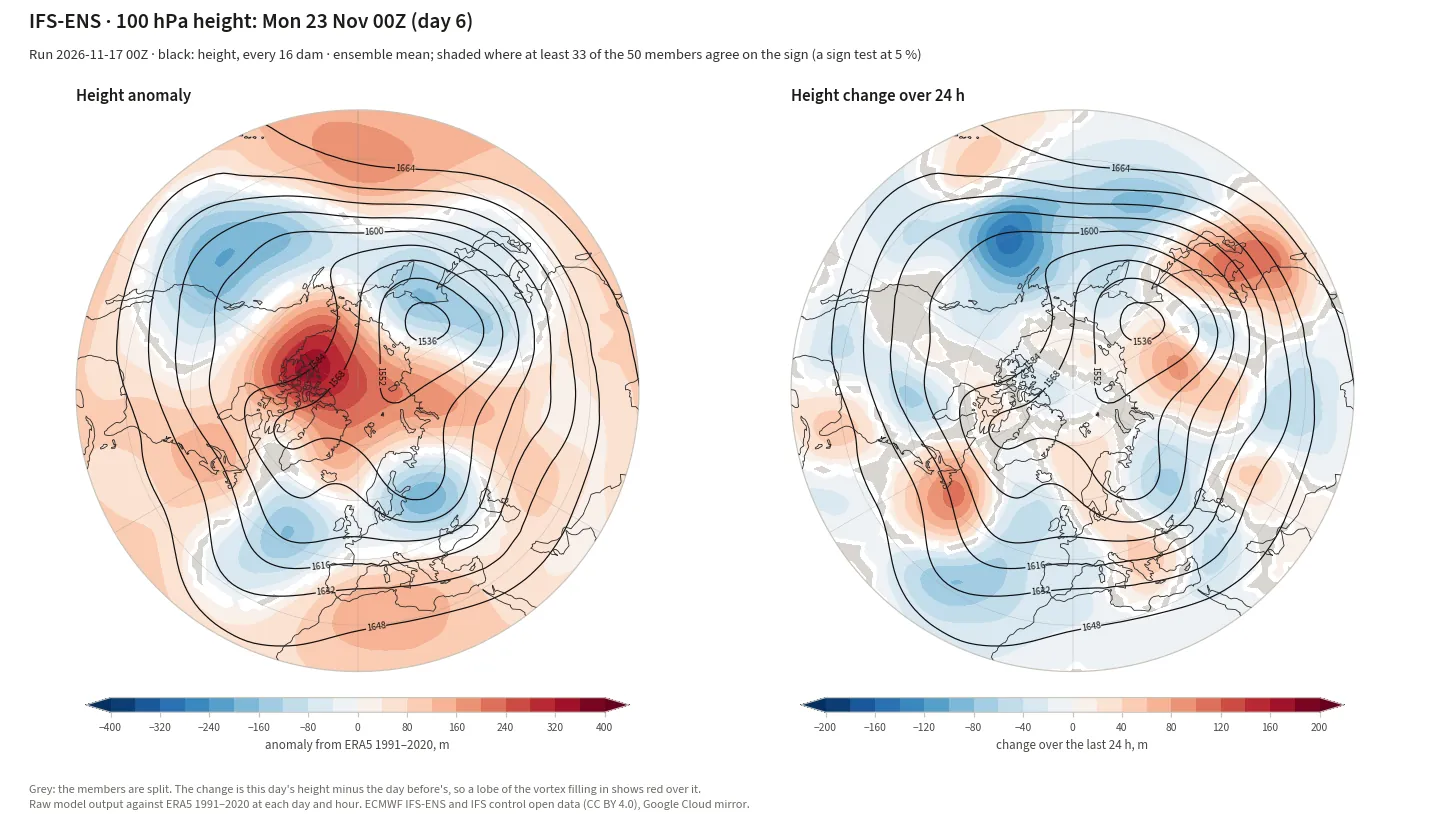 IFS-ENS · 100 hPa height: Mon 23 Nov 00Z (day 6)
Run 2026-11-17 00Z · black: height, every 16 dam · ensemble mean; shaded where at least 33 of the 50 members agree on the sign (a sign test at 5 %)
Height anomaly
Height change over 24 h
1664
1600
1536
1584
1568
1552
1616
1632
1648
1664
1600
1536
1584
1568
1552
1616
1632
1648
−400 −320 −240 −160 −80 0 80 160 240 320 400
anomaly from ERA5 1991–2020, m
−200 −160 −120 −80 −40 0 40 80 120 160 200
change over the last 24 h, m
Grey: the members are split. The change is this day's height minus the day before's, so a lobe of the vortex filling in shows red over it.
Raw model output against ERA5 1991–2020 at each day and hour. ECMWF IFS-ENS and IFS control open data (CC BY 4.0), Google Cloud mirror.